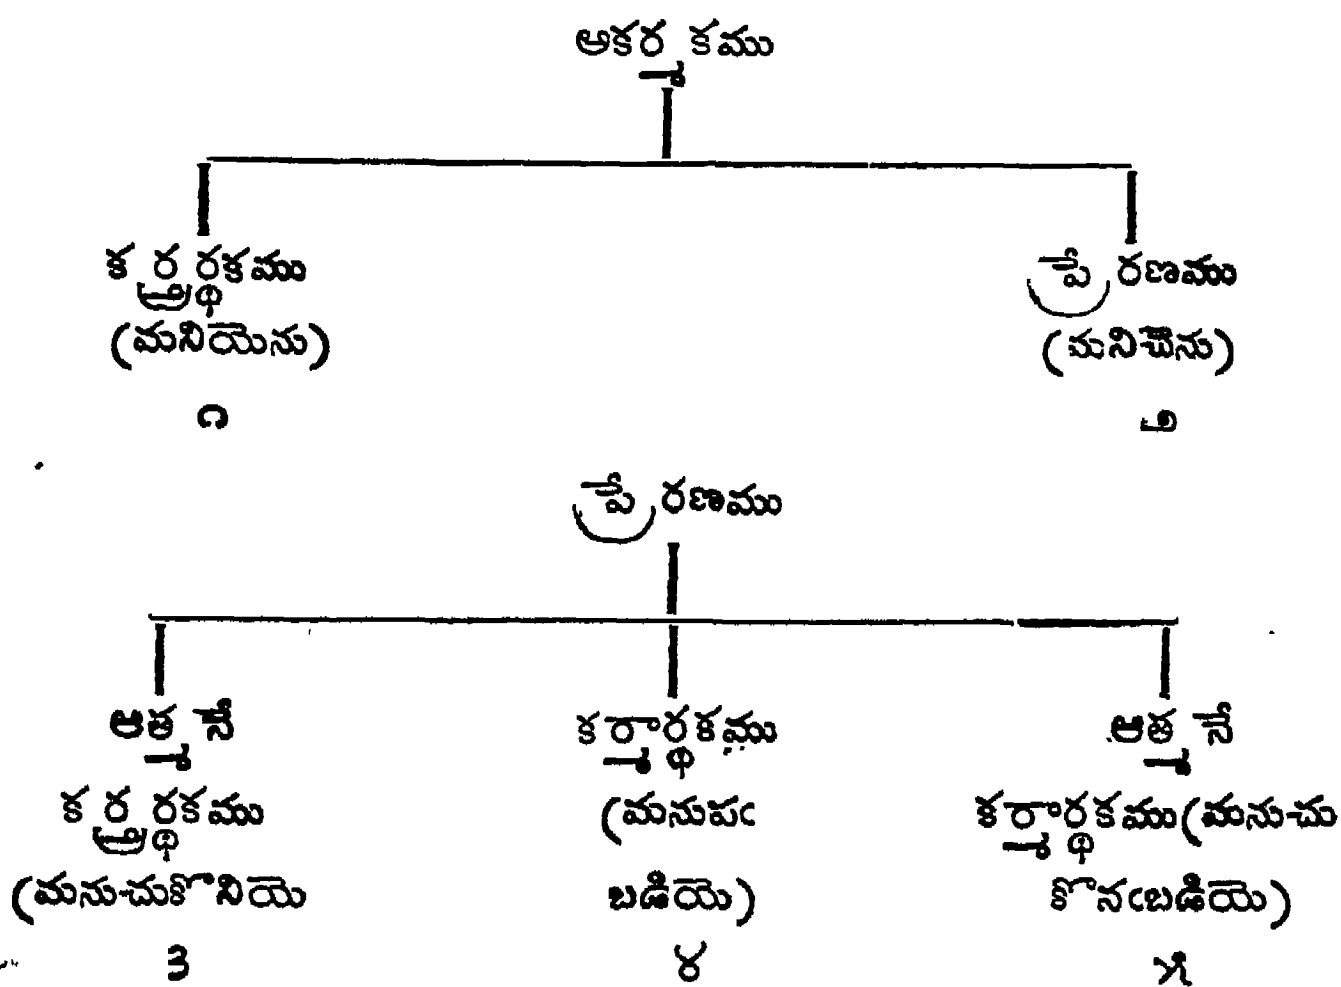 అకర్మకము
కర్త్రర్థకము ప్రేరణము
(మనియెను) (మనిచెను)
౧ ౨
ప్రేరణము
ఆత్మనే కర్మార్థకము ఆత్మనే
కర్త్రర్థకము (మనుపఁ కర్మార్థకము(మనుచు
(మనుచుకొనియె బడియె) కొనఁబడియె)
౩ ౪ ౫